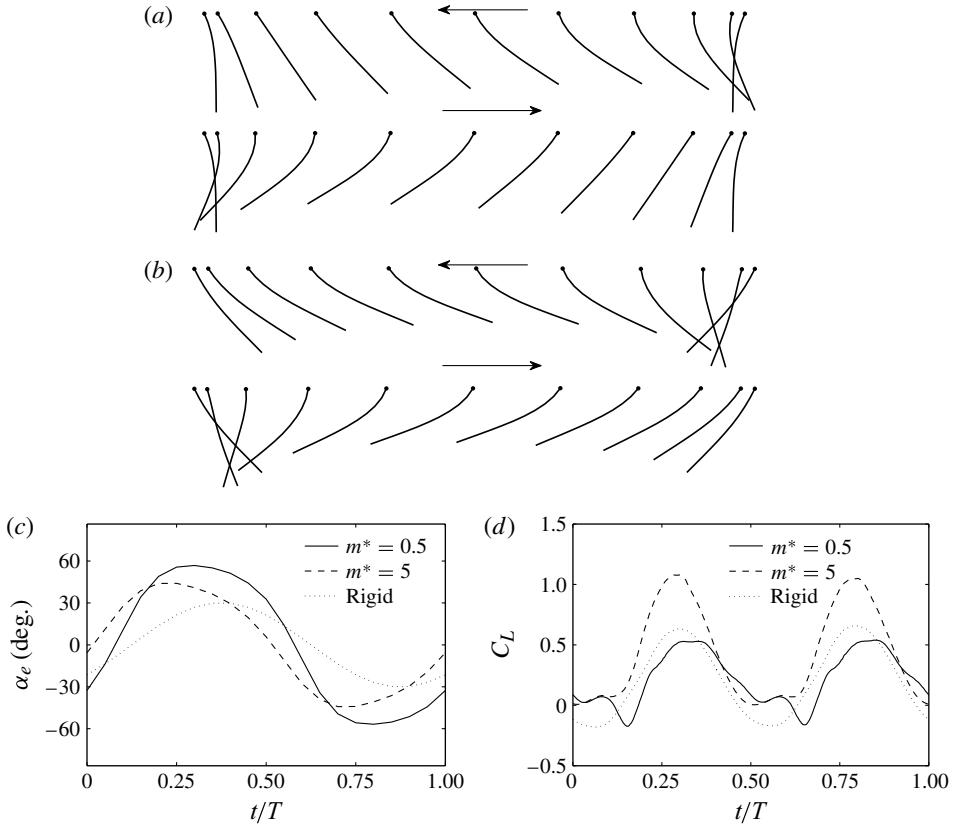 (a)
(b)
(c)
60
30
0
−30
−60
α_e (deg.)
m* = 0.5
m* = 5
Rigid
0
0.25
0.50
0.75
1.00
t/T
(d)
1.5
1.0
0.5
0
−0.5
C_L
m* = 0.5
m* = 5
Rigid
0
0.25
0.50
0.75
1.00
t/T